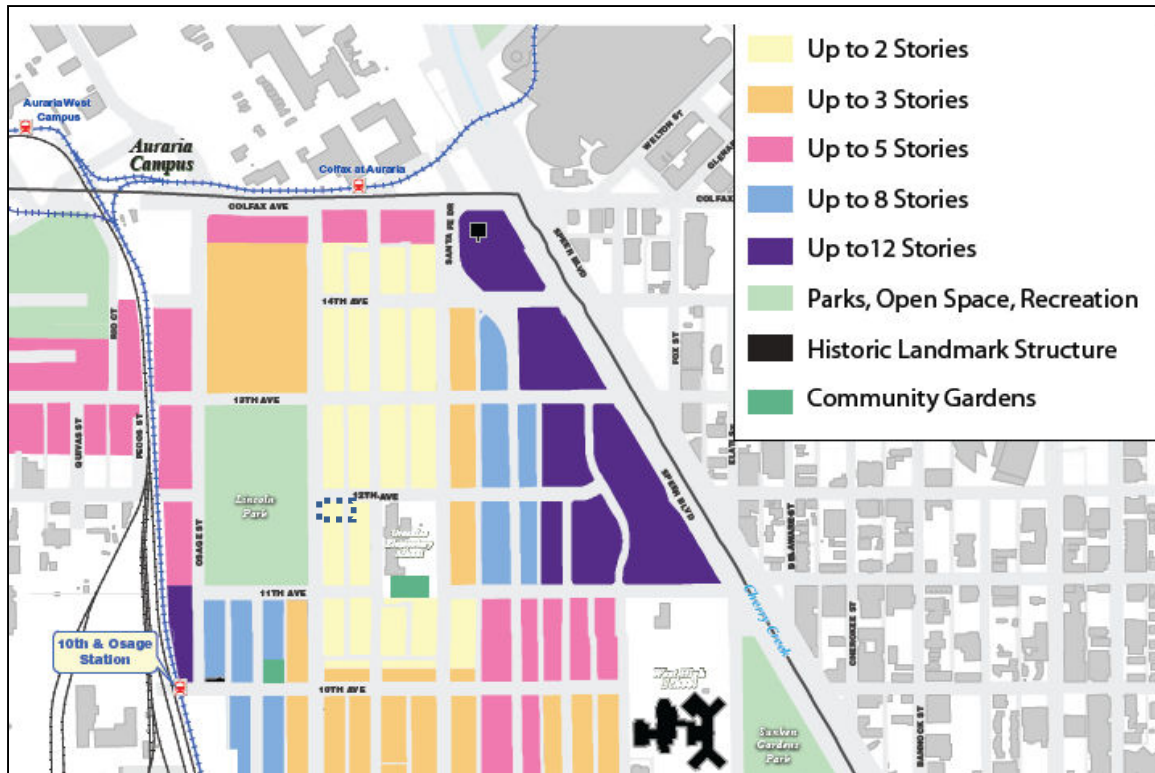 Up to 2 Stories
Up to 3 Stories
Up to 5 Stories
Up to 8 Stories
Up to12 Stories
Parks, Open Space, Recreation
Historic Landmark Structure
Community Gardens
Auraria West
Campus
Auraria
Campus
Colfax at Auraria
WELTON ST
COLFAX AVE
COLFAX
SANTA FE DR
SPEER BLVD
14TH AVE
RIO CT
FOX ST
13TH AVE
QUIVAS ST
PECOS ST
12TH AVE
Lincoln
Park
SPEER BLVD
DELAWARE ST
OSAGE ST
11TH AVE
Cherry Creek
CHEROKEE ST
10th & Osage
Station
10TH AVE
West High
School
BANNOCK ST
Sunken
Gardens
Park